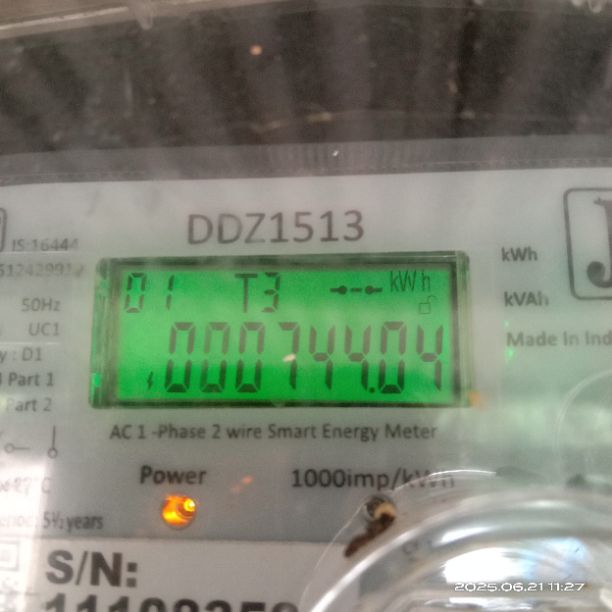 DDZ1513
IS:16444
kWh
50Hz
UC1
kVAh
01 T3 kWh
000744.04
: D1
Part 1
Part 2
Made in Ind
AC 1 -Phase 2 wire Smart Energy Meter
Power
1000imp/kWh
5½ years
S/N:
2025.06.21 11:27